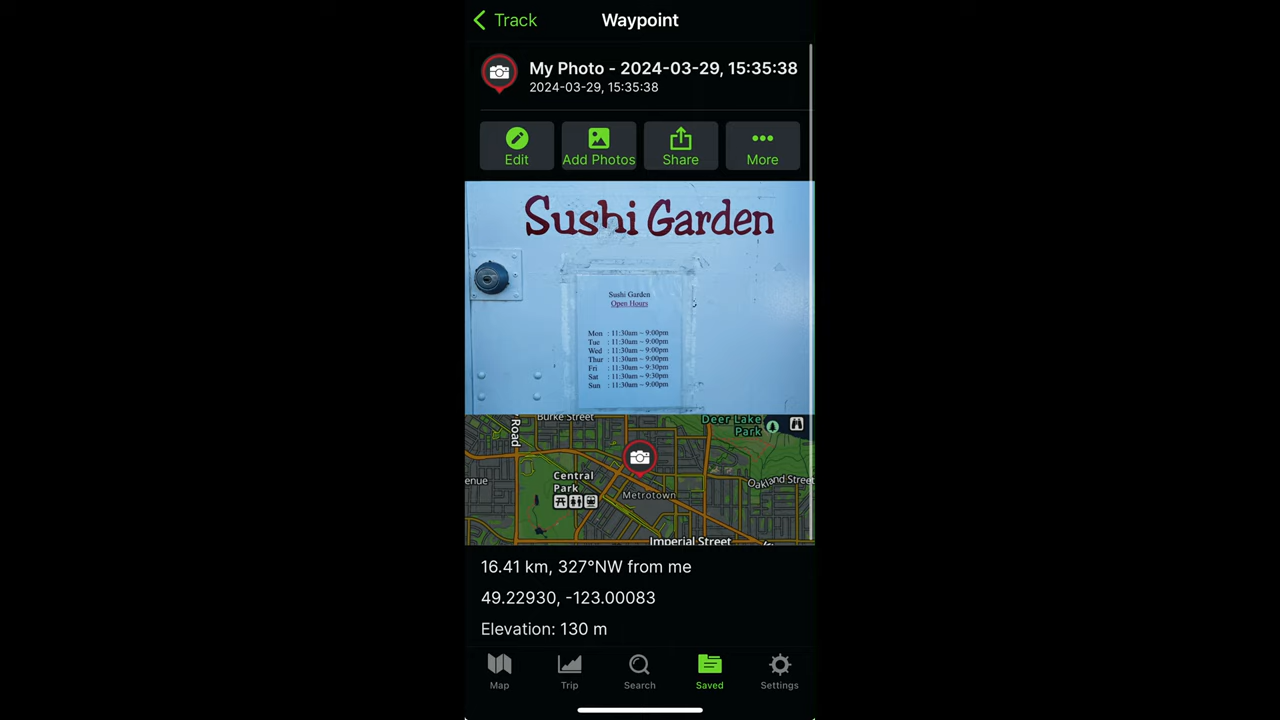 Track
Waypoint
My Photo - 2024-03-29, 15:35:38
2024-03-29, 15:35:38
Edit
Add Photos
Share
More
Sushi Garden
Sushi Garden
Open Hours
Mon : 11:30am ~ 9:00pm
Tue : 11:30am ~ 9:00pm
Wed : 11:30am ~ 9:00pm
Thur : 11:30am ~ 9:00pm
Fri : 11:30am ~ 9:30pm
Sat : 11:30am ~ 9:30pm
Sun : 11:30am ~ 9:00pm
Burke Street
Deer Lake
Park
Road
enue
Central
Park
Metrotown
Oakland Street
Imperial Street
16.41 km, 327°NW from me
49.22930, -123.00083
Elevation: 130 m
Map
Trip
Search
Saved
Settings